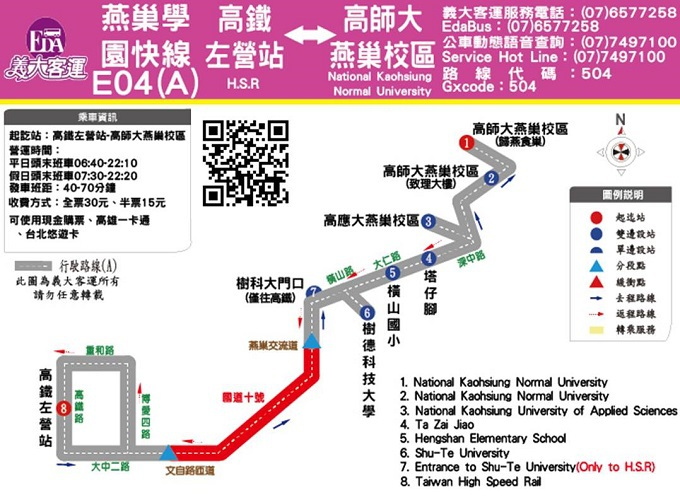 EDA
義大客運
燕巢學園快線
E04(A)
高鐵
左營站
H.S.R
高師大
燕巢校區
National Kaohsiung
Normal University
義大客運服務電話：(07)6577258
EdaBus：(07)6577258
公車動態語音查詢：(07)7497100
Service Hot Line：(07)7497100
路線代碼：504
Gxcode：504
乘車資訊
起訖站：高鐵左營站-高師大燕巢校區
營運時間：
平日頭末班車06:40-22:10
假日頭末班車07:30-22:20
發車班距：40-70分鐘
收費方式：全票30元、半票15元
可使用現金購票、高雄一卡通
、台北悠遊卡
行駛路線(A)
此圖為義大客運所有
請勿任意轉載
N
圖例說明
起迄站
雙邊設站
單邊設站
分段點
緩衝點
去程路線
返程路線
轉乘服務
1
高師大燕巢校區
(歸燕食巢)
2
高師大燕巢校區
(致理大樓)
3
高應大燕巢校區
深中路
4
塔仔腳
大仁路
5
橫山國小
橫山路
6
樹德科技大學
7
樹科大門口
(僅往高鐵)
燕巢交流道
國道十號
文自路匝道
大中二路
博愛四路
重和路
高鐵路
8
高鐵左營站
1. National Kaohsiung Normal University
2. National Kaohsiung Normal University
3. National Kaohsiung University of Applied Sciences
4. Ta Zai Jiao
5. Hengshan Elementary School
6. Shu-Te University
7. Entrance to Shu-Te University(Only to H.S.R)
8. Taiwan High Speed Rail